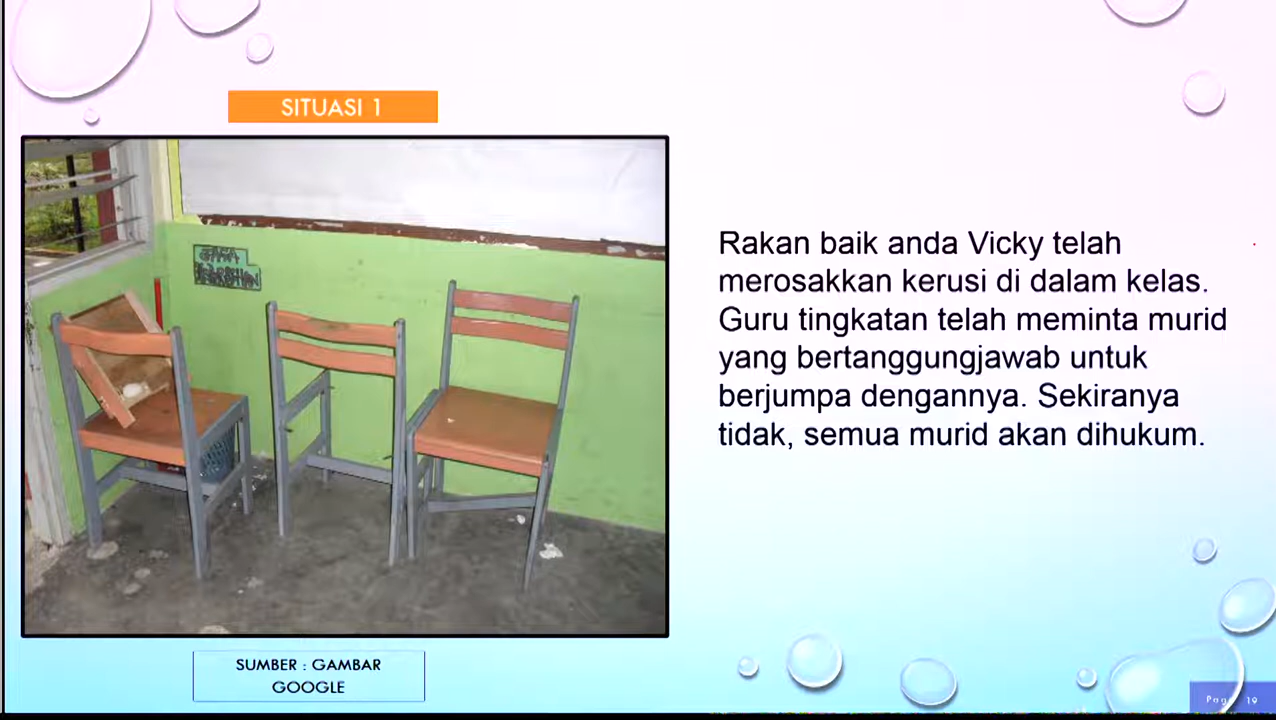 SITUASI 1
Rakan baik anda Vicky telah
merosakkan kerusi di dalam kelas.
Guru tingkatan telah meminta murid
yang bertanggungjawab untuk
berjumpa dengannya. Sekiranya
tidak, semua murid akan dihukum.
SUMBER : GAMBAR
GOOGLE
19